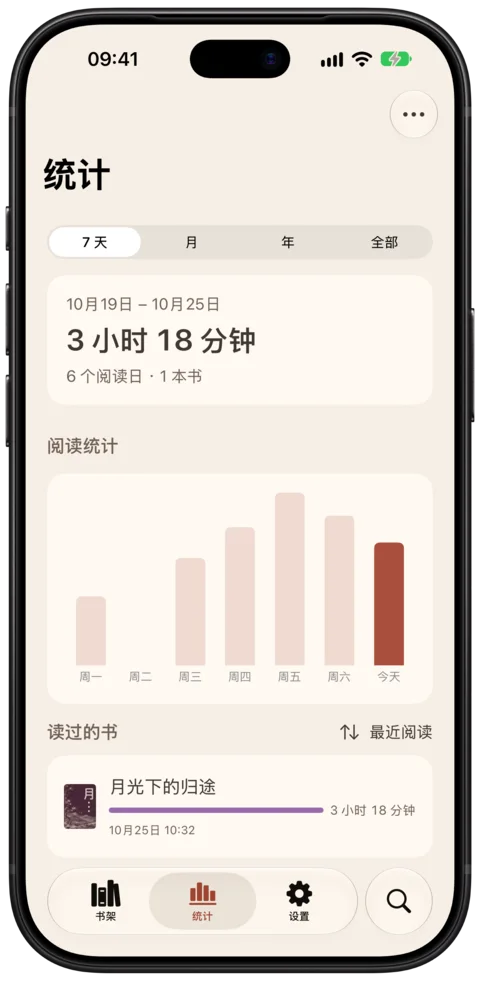 09:41
统计
7 天 月 年 全部
10月19日 – 10月25日
3 小时 18 分钟
6 个阅读日 · 1 本书
阅读统计
周一 周二 周三 周四 周五 周六 今天
读过的书 最近阅读
月…
月光下的归途
3 小时 18 分钟
10月25日 10:32
书架 统计 设置